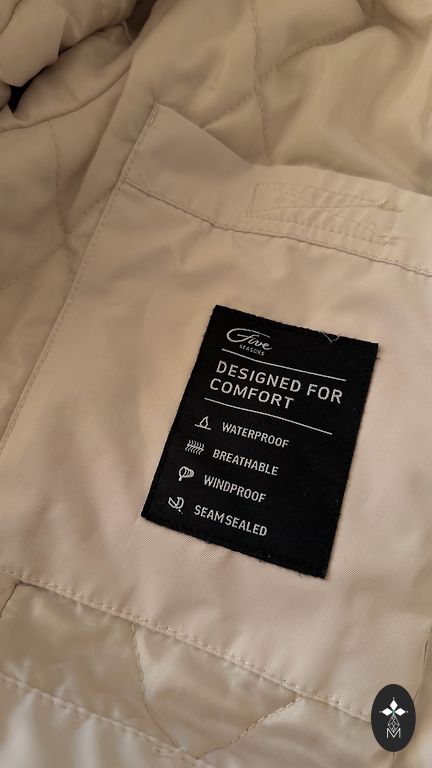 Five
SEASONS
DESIGNED FOR
COMFORT
WATERPROOF
BREATHABLE
WINDPROOF
SEAM SEALED
M